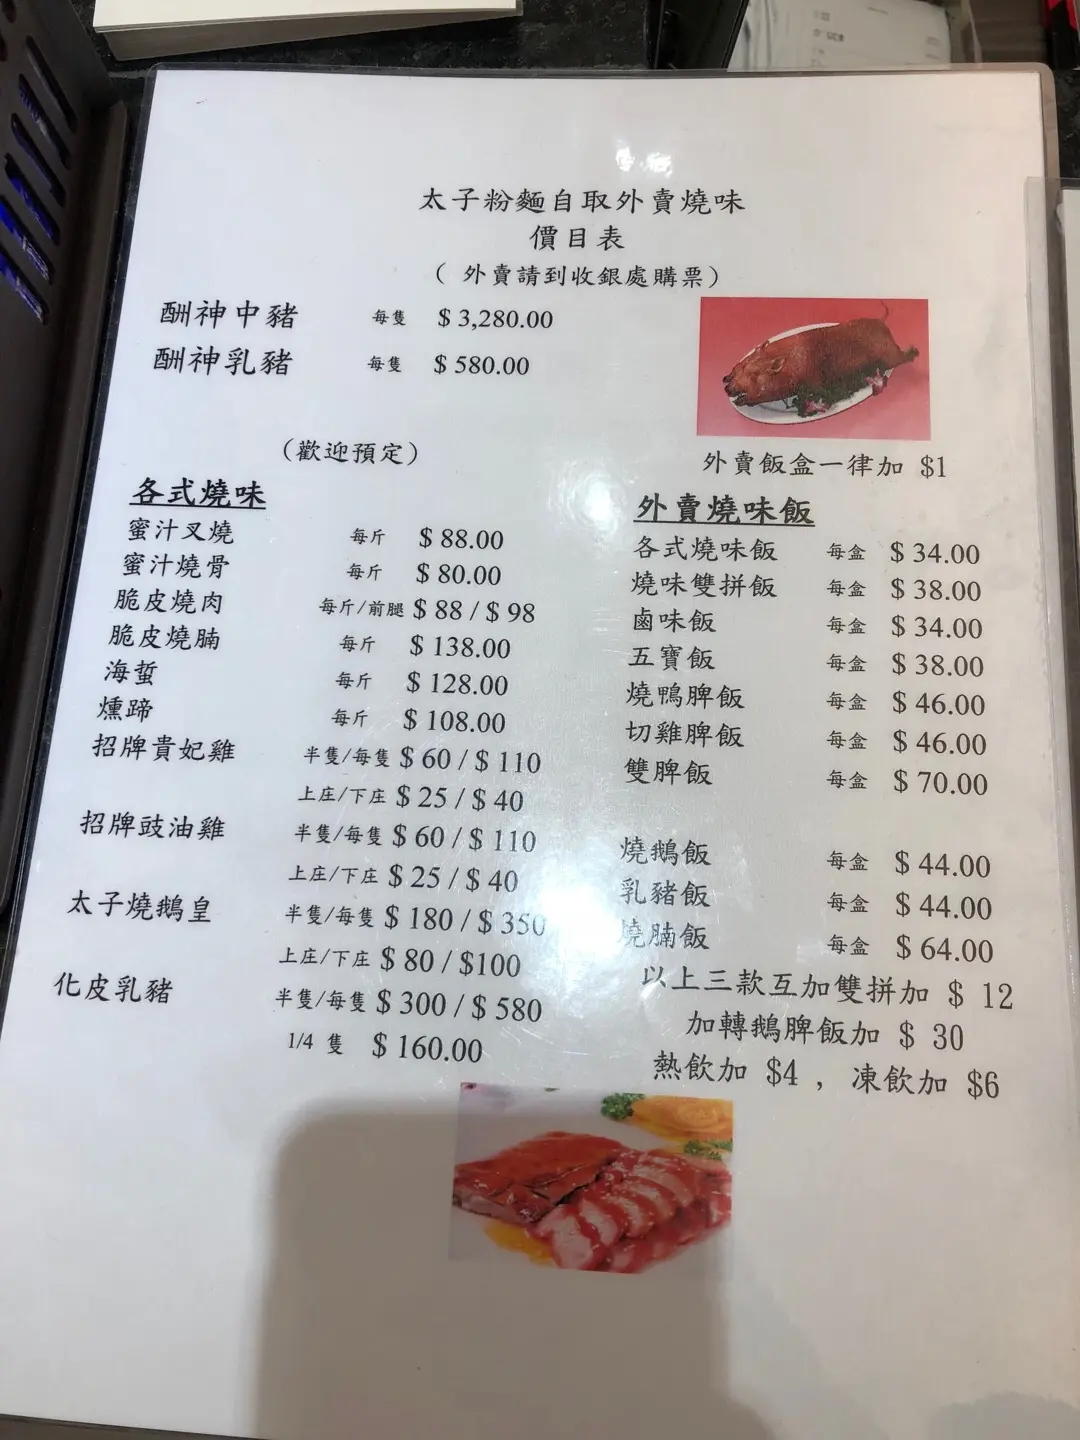 太子粉麵自取外賣燒味
價目表
( 外賣請到收銀處購票)
酬神中豬 每隻 $ 3,280.00
酬神乳豬 每隻 $ 580.00
(歡迎預定)
各式燒味
蜜汁叉燒 每斤 $ 88.00
蜜汁燒骨 每斤 $ 80.00
脆皮燒肉 每斤/前腿 $ 88 / $ 98
脆皮燒腩 每斤 $ 138.00
海蜇 每斤 $ 128.00
燻蹄 每斤 $ 108.00
招牌貴妃雞 半隻/每隻 $ 60 / $ 110
上庄/下庄 $ 25 / $ 40
招牌豉油雞 半隻/每隻 $ 60 / $ 110
上庄/下庄 $ 25 / $ 40
太子燒鵝皇 半隻/每隻 $ 180 / $ 350
上庄/下庄 $ 80 / $100
化皮乳豬 半隻/每隻 $ 300 / $ 580
1/4 隻 $ 160.00
外賣飯盒一律加 $1
外賣燒味飯
各式燒味飯 每盒 $ 34.00
燒味雙拼飯 每盒 $ 38.00
鹵味飯 每盒 $ 34.00
五寶飯 每盒 $ 38.00
燒鴨脾飯 每盒 $ 46.00
切雞脾飯 每盒 $ 46.00
雙脾飯 每盒 $ 70.00
燒鵝飯 每盒 $ 44.00
乳豬飯 每盒 $ 44.00
燒腩飯 每盒 $ 64.00
以上三款互加雙拼加 $ 12
加轉鵝脾飯加 $ 30
熱飲加 $4 , 凍飲加 $6